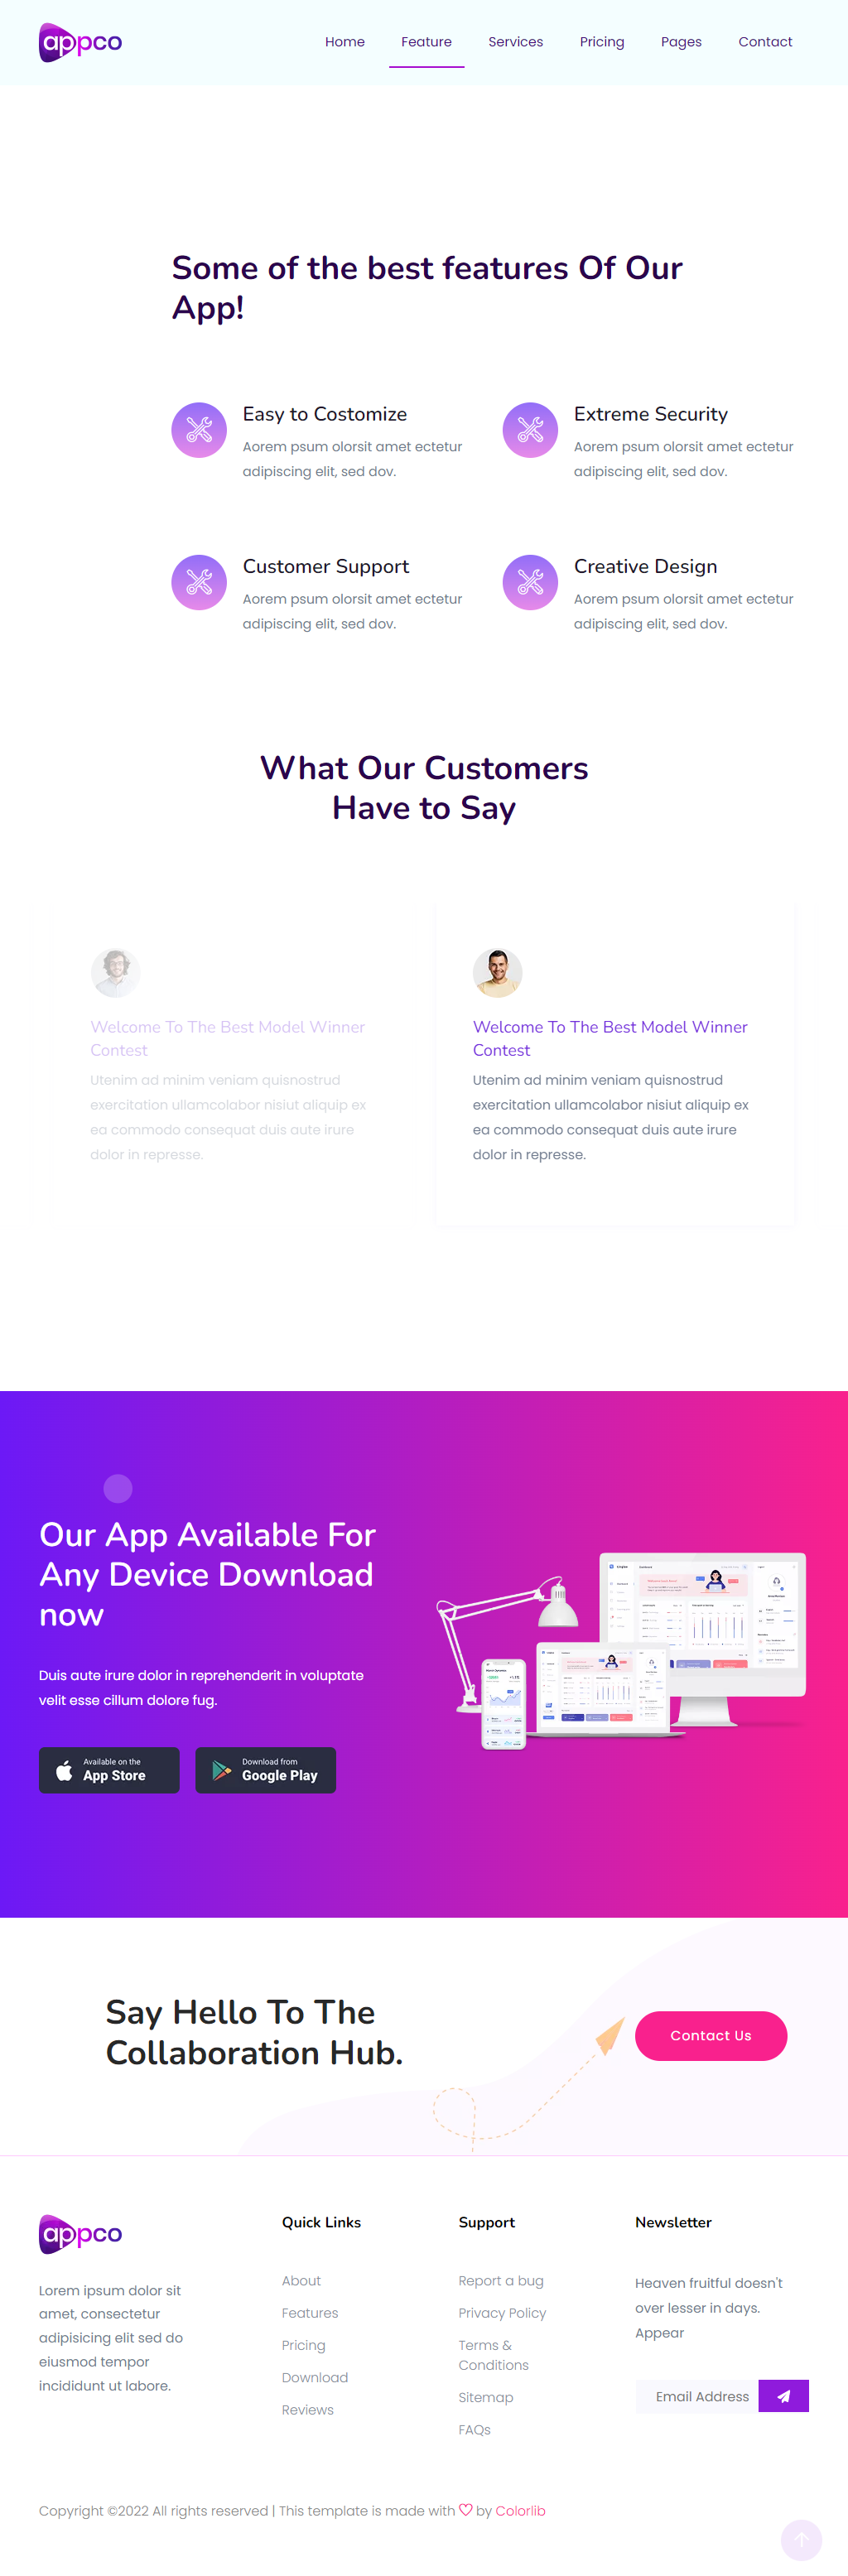 appco
Home Feature Services Pricing Pages Contact
Some of the best features Of Our
App!
Easy to Costomize
Aorem psum olorsit amet ectetur
adipiscing elit, sed dov.
Extreme Security
Aorem psum olorsit amet ectetur
adipiscing elit, sed dov.
Customer Support
Aorem psum olorsit amet ectetur
adipiscing elit, sed dov.
Creative Design
Aorem psum olorsit amet ectetur
adipiscing elit, sed dov.
What Our Customers
Have to Say
Welcome To The Best Model Winner
Contest
Utenim ad minim veniam quisnostrud
exercitation ullamcolabor nisiut aliquip ex
ea commodo consequat duis aute irure
dolor in represse.
Welcome To The Best Model Winner
Contest
Utenim ad minim veniam quisnostrud
exercitation ullamcolabor nisiut aliquip ex
ea commodo consequat duis aute irure
dolor in represse.
Our App Available For
Any Device Download
now
Duis aute irure dolor in reprehenderit in voluptate
velit esse cillum dolore fug.
Available on the
App Store
Download from
Google Play
Say Hello To The
Collaboration Hub.
Contact Us
appco
Lorem ipsum dolor sit
amet, consectetur
adipisicing elit sed do
eiusmod tempor
incididunt ut labore.
Quick Links
About
Features
Pricing
Download
Reviews
Support
Report a bug
Privacy Policy
Terms &
Conditions
Sitemap
FAQs
Newsletter
Heaven fruitful doesn't
over lesser in days.
Appear
Email Address
Copyright ©2022 All rights reserved | This template is made with ♡ by Colorlib